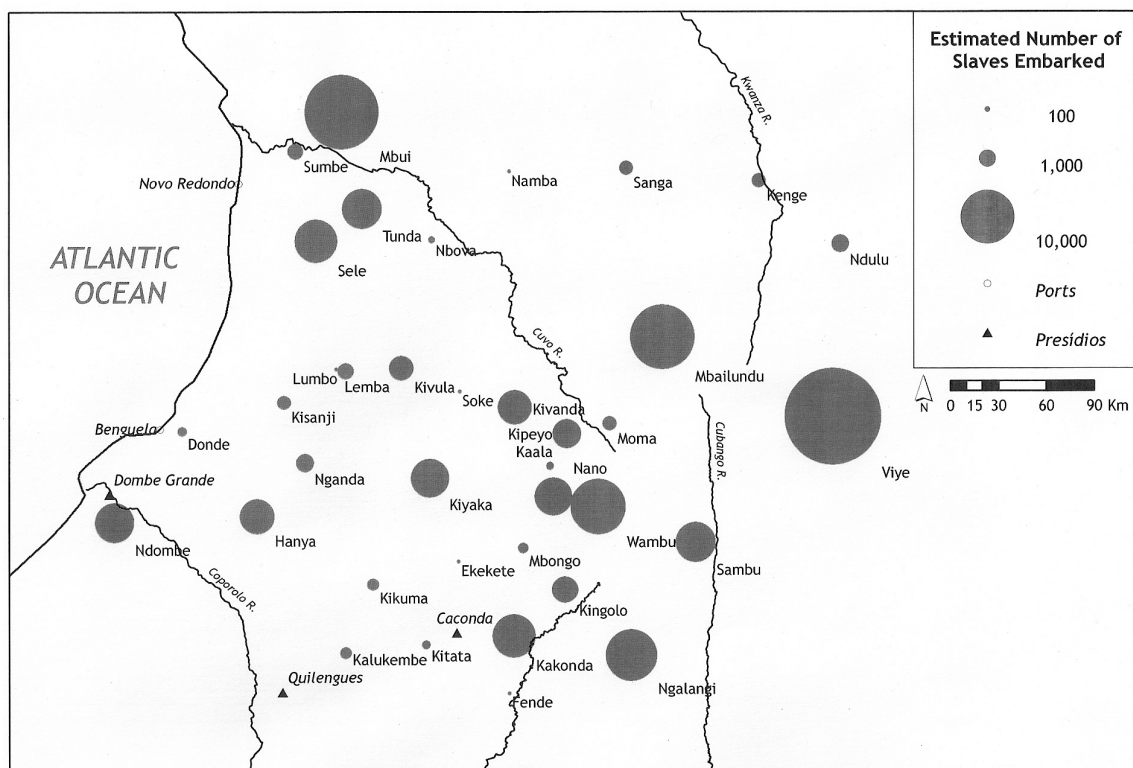 Estimated Number of
Slaves Embarked
100
1,000
10,000
Ports
Presídios
N
0 15 30 60 90 Km
Kwanza R.
Mbui
Sumbe
Novo Redondo
Namba
Sanga
Kenge
Tunda
Nbova
Sele
Ndulu
ATLANTIC
OCEAN
Cuvo R.
Mbailundu
Lumbo
Lemba
Kivula
Soke
Kisanji
Kivanda
Benguela
Donde
Kipeyo
Moma
Kaala
Cubango R.
Nganda
Nano
Viye
Dombe Grande
Kiyaka
Hanya
Wambu
Ndombe
Mbongo
Sambu
Ekekete
Coporolo R.
Kikuma
Kingolo
Caconda
Kalukembe
Kitata
Kakonda
Quilengues
Ngalangi
Fende